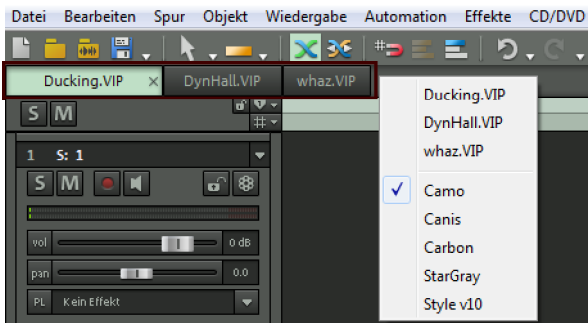 Datei Bearbeiten Spur Objekt Wiedergabe Automation Effekte CD/DVD
Ducking.VIP × DynHall.VIP whaz.VIP
S M
1 S: 1
S M
vol 0 dB
pan 0.0
PL Kein Effekt
Ducking.VIP
DynHall.VIP
whaz.VIP
Camo
Canis
Carbon
StarGray
Style v10